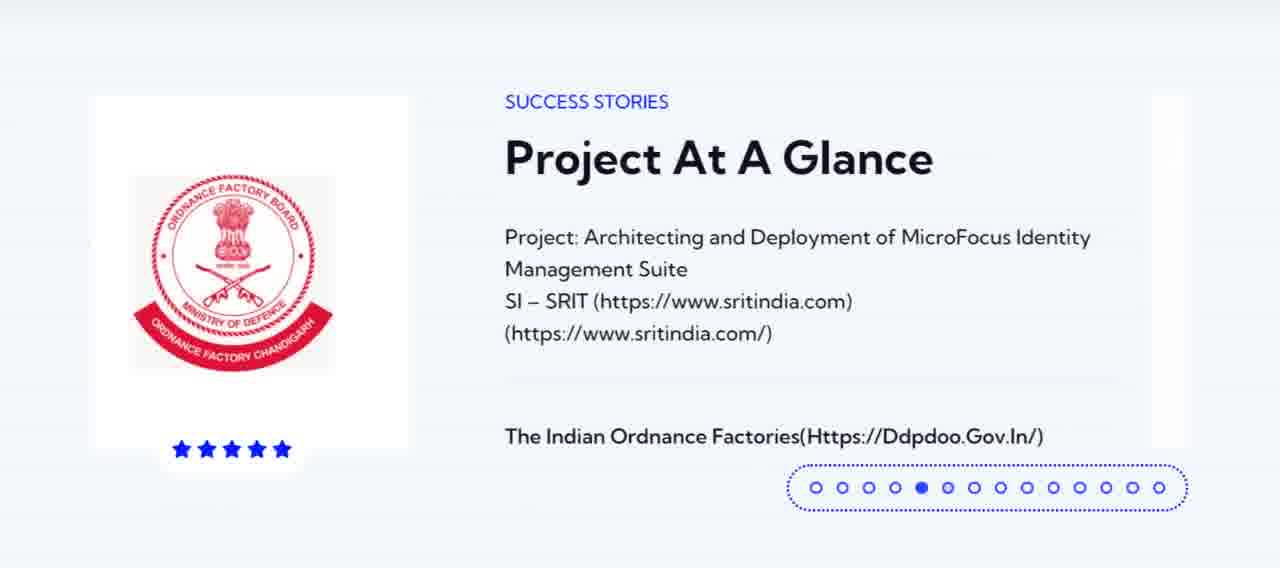 SUCCESS STORIES
Project At A Glance
ORDNANCE FACTORY BOARD
MINISTRY OF DEFENCE
ORDNANCE FACTORY CHANDIGARH
Project: Architecting and Deployment of MicroFocus Identity
Management Suite
SI – SRIT (https://www.sritindia.com)
(https://www.sritindia.com/)
The Indian Ordnance Factories(Https://Ddpdoo.Gov.In/)